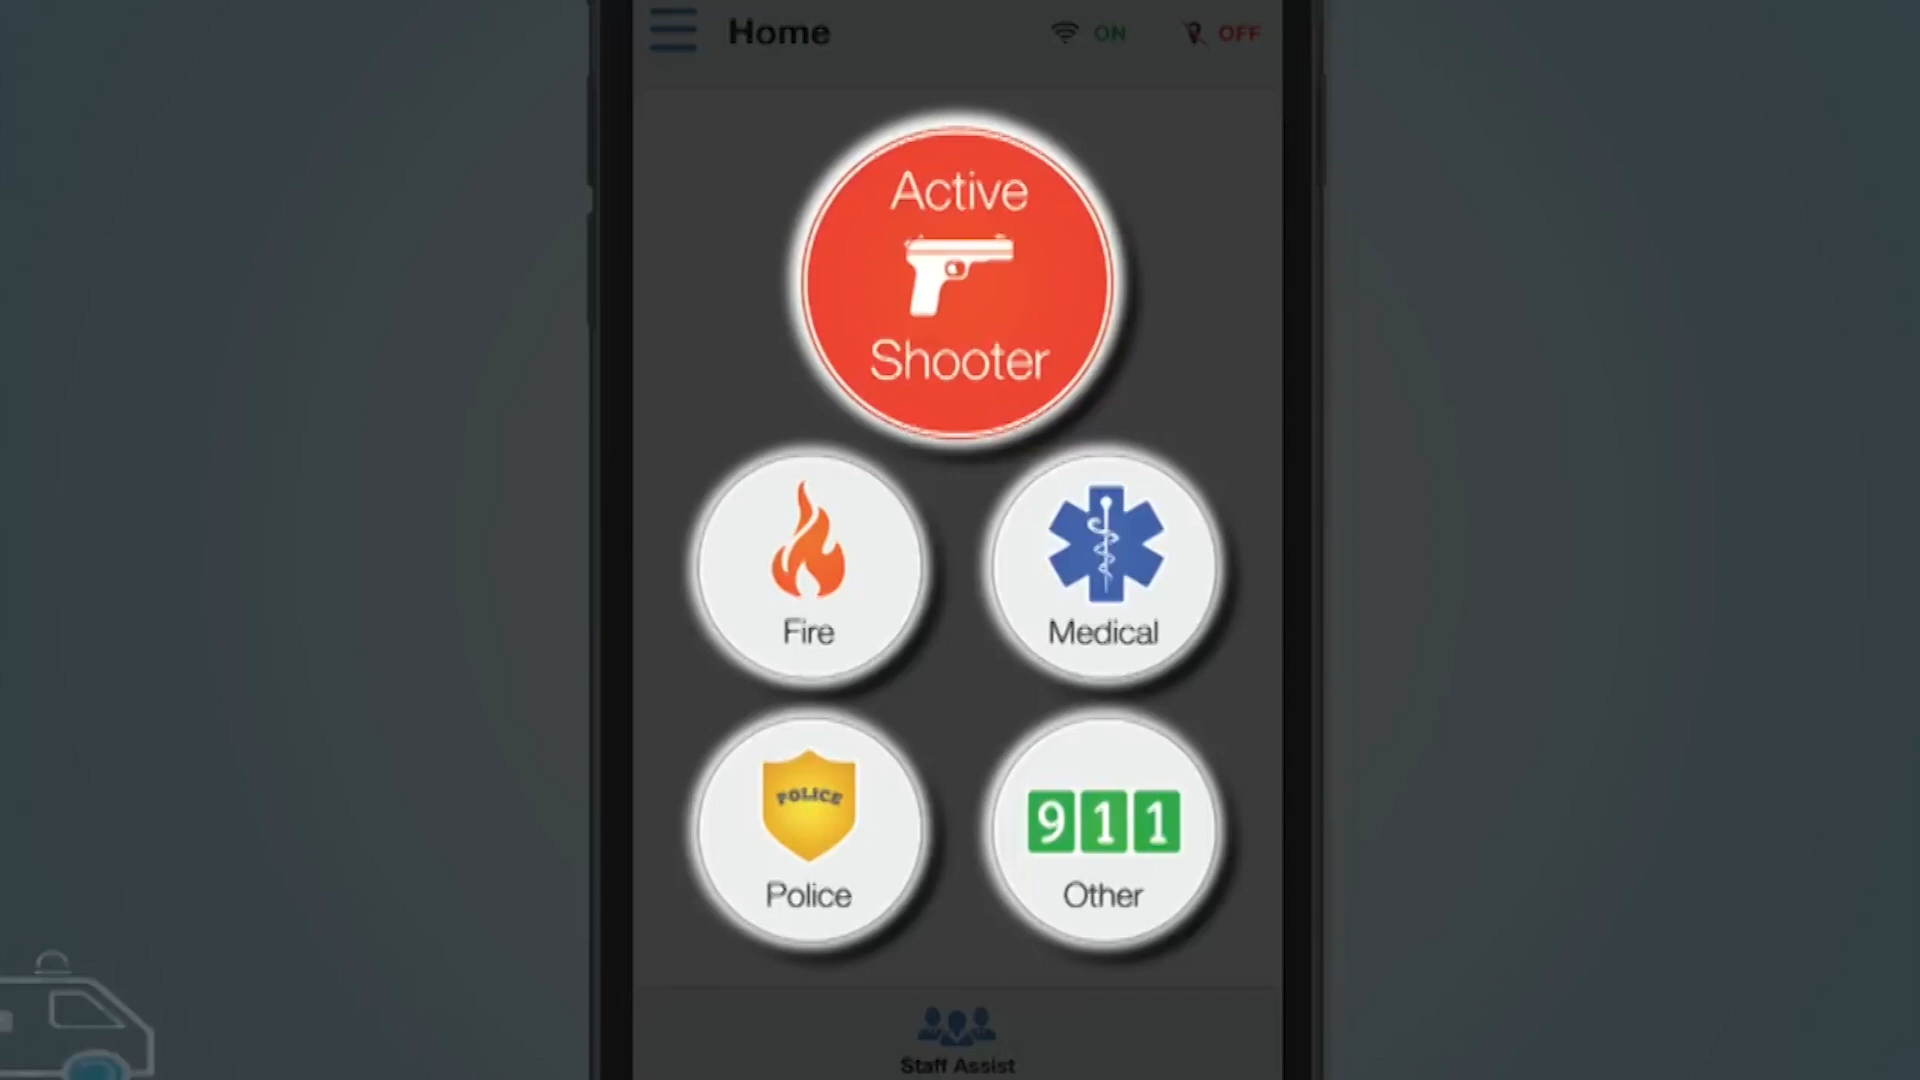 Home
ON
OFF
Active
Shooter
Fire
Medical
POLICE
Police
911
Other
Staff Assist